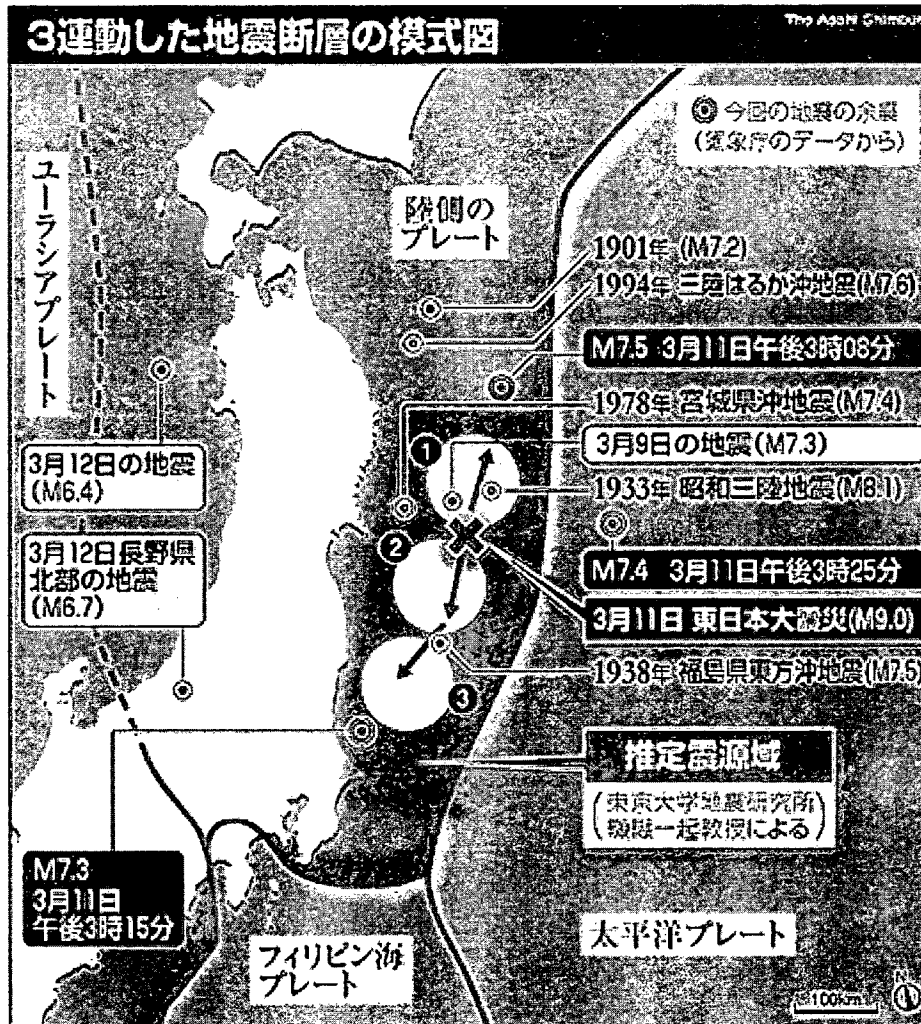 3連動した地震断層の模式図
The Asahi Shimbun
今回の地震の余震
(気象庁のデータから)
ユーラシアプレート
陸側の
プレート
1901年 (M7.2)
1994年 三陸はるか沖地震(M7.6)
M7.5 3月11日午後3時08分
1978年 宮城県沖地震(M7.4)
3月9日の地震(M7.3)
1933年 昭和三陸地震(M8.1)
M7.4 3月11日午後3時25分
3月11日 東日本大震災(M9.0)
1938年 福島県東方沖地震(M7.5)
3月12日の地震
(M6.4)
3月12日長野県
北部の地震
(M6.7)
1
2
3
推定震源域
(東京大学地震研究所
一起教授による)
M7.3
3月11日
午後3時15分
フィリピン海
プレート
太平洋プレート
100km
N